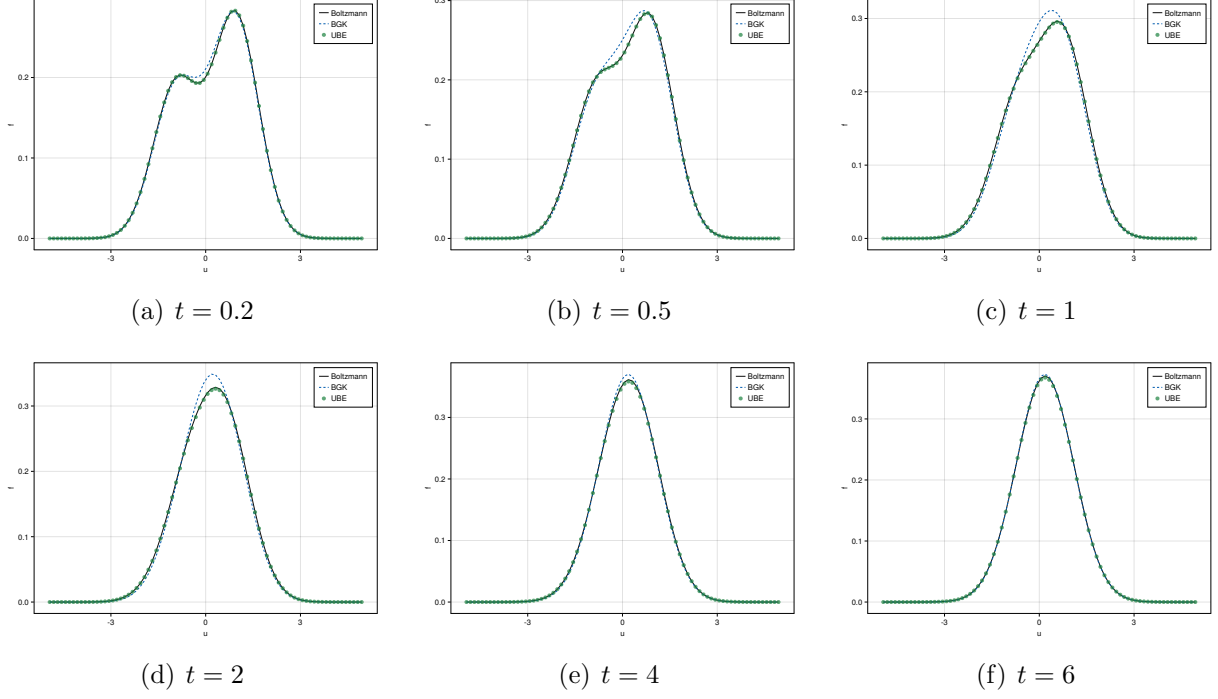 0.3
0.2
0.1
0.0
f
-3
0
3
u
Boltzmann
BGK
UBE
(a) t = 0.2
0.3
0.2
0.1
0.0
f
-3
0
3
u
Boltzmann
BGK
UBE
(b) t = 0.5
0.3
0.2
0.1
0.0
f
-3
0
3
u
Boltzmann
BGK
UBE
(c) t = 1
0.3
0.2
0.1
0.0
f
-3
0
3
u
Boltzmann
BGK
UBE
(d) t = 2
0.3
0.2
0.1
0.0
f
-3
0
3
u
Boltzmann
BGK
UBE
(e) t = 4
0.3
0.2
0.1
0.0
f
-3
0
3
u
Boltzmann
BGK
UBE
(f) t = 6